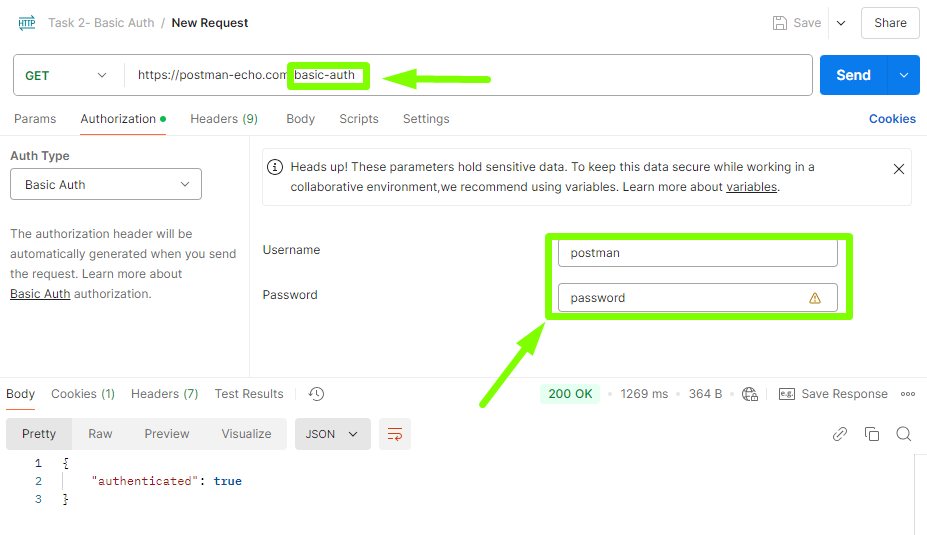 HTTP Task 2- Basic Auth / New Request Save Share
GET https://postman-echo.com/basic-auth Send
Params Authorization Headers (9) Body Scripts Settings Cookies
Auth Type
Basic Auth
The authorization header will be
automatically generated when you send
the request. Learn more about
Basic Auth authorization.
Heads up! These parameters hold sensitive data. To keep this data secure while working in a
collaborative environment,we recommend using variables. Learn more about variables.
Username postman
Password password
Body Cookies (1) Headers (7) Test Results 200 OK 1269 ms 364 B e.g. Save Response
Pretty Raw Preview Visualize JSON
1 {
2 "authenticated": true
3 }